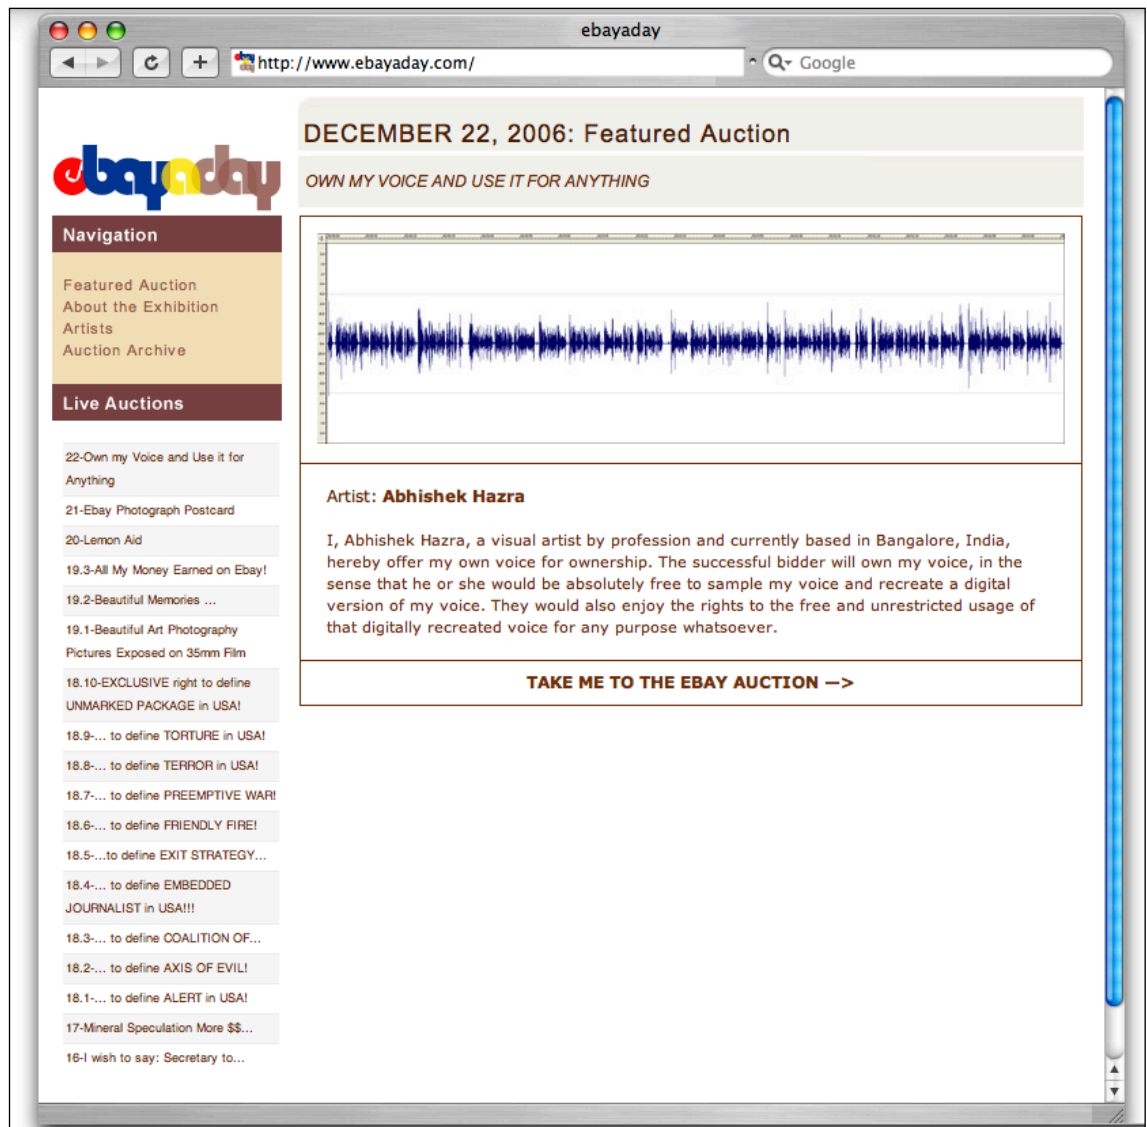 ebayaday
http://www.ebayaday.com/
Google
ebayaday
DECEMBER 22, 2006: Featured Auction
OWN MY VOICE AND USE IT FOR ANYTHING
Navigation
Featured Auction
About the Exhibition
Artists
Auction Archive
Live Auctions
22-Own my Voice and Use it for
Anything
21-Ebay Photograph Postcard
20-Lemon Aid
19.3-All My Money Earned on Ebay!
19.2-Beautiful Memories ...
19.1-Beautiful Art Photography
Pictures Exposed on 35mm Film
18.10-EXCLUSIVE right to define
UNMARKED PACKAGE in USA!
18.9-... to define TORTURE in USA!
18.8-... to define TERROR in USA!
18.7-... to define PREEMPTIVE WAR!
18.6-... to define FRIENDLY FIRE!
18.5-...to define EXIT STRATEGY...
18.4-... to define EMBEDDED
JOURNALIST in USA!!!
18.3-... to define COALITION OF...
18.2-... to define AXIS OF EVIL!
18.1-... to define ALERT in USA!
17-Mineral Speculation More $$...
16-I wish to say: Secretary to...
Artist: Abhishek Hazra
I, Abhishek Hazra, a visual artist by profession and currently based in Bangalore, India,
hereby offer my own voice for ownership. The successful bidder will own my voice, in the
sense that he or she would be absolutely free to sample my voice and recreate a digital
version of my voice. They would also enjoy the rights to the free and unrestricted usage of
that digitally recreated voice for any purpose whatsoever.
TAKE ME TO THE EBAY AUCTION —>